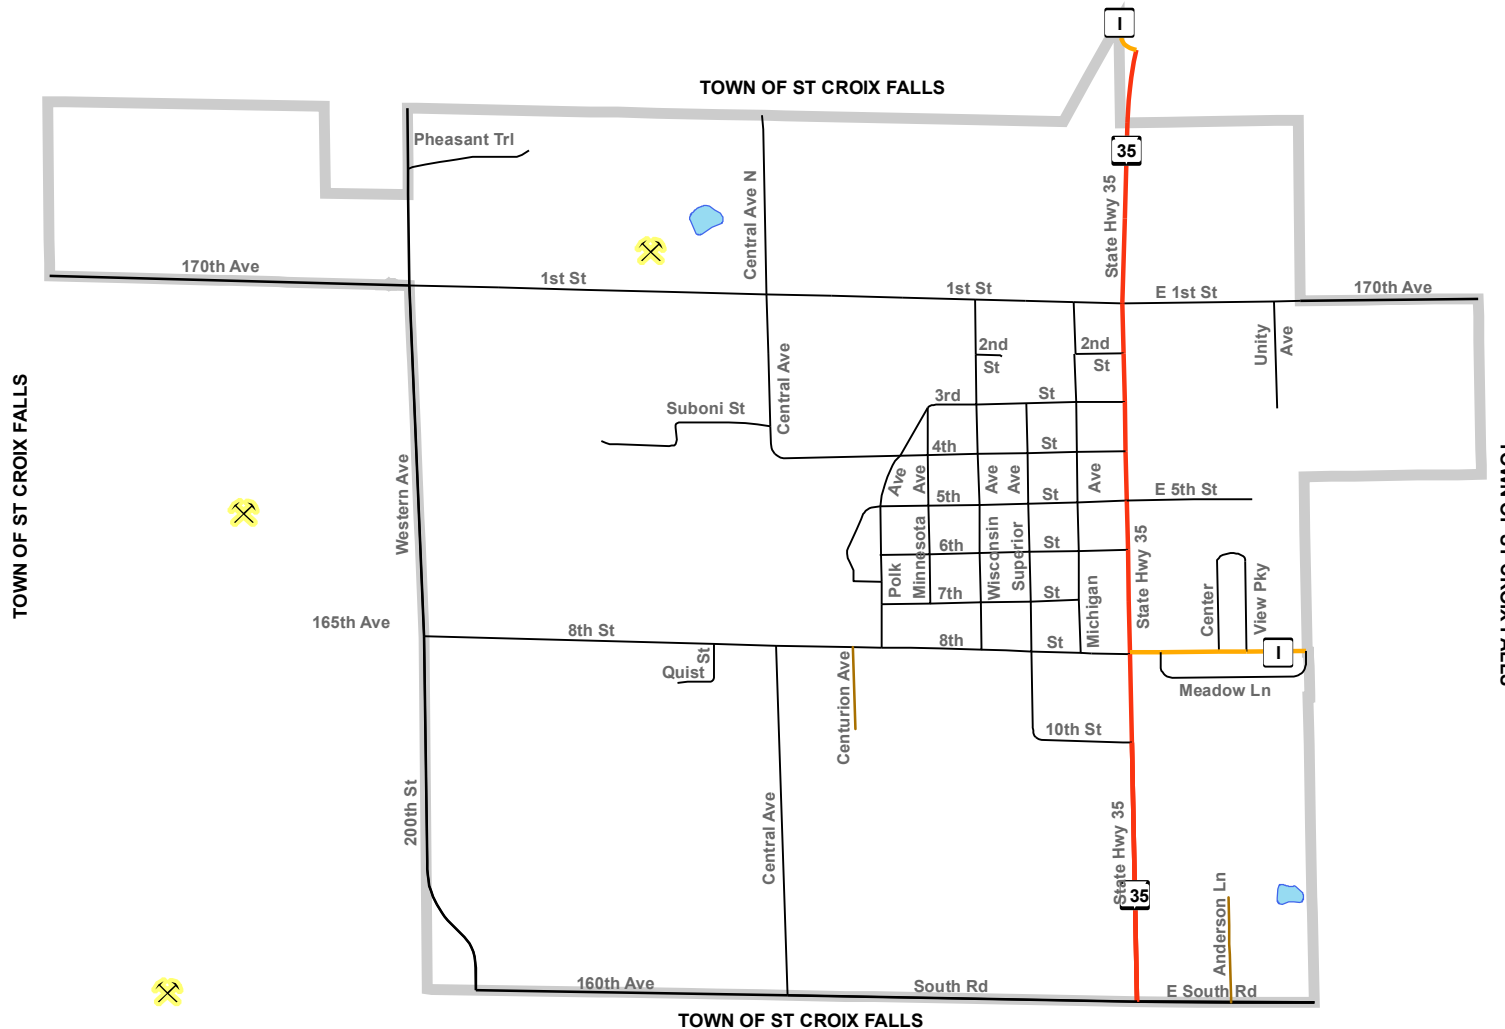 I
TOWN OF ST CROIX FALLS
Pheasant Trl
35
Central Ave N
State Hwy 35
170th Ave
1st St
1st St
E 1st St
170th Ave
Unity
Ave
2nd
St
2nd
St
Central Ave
3rd
St
Suboni St
4th
St
TOWN OF ST CROIX FALLS
Western Ave
Ave
Ave
Ave
Ave
Ave
5th
St
E 5th St
6th
St
State Hwy 35
Polk
Minnesota
Wisconsin
Superior
Michigan
7th
St
Center
View Pky
165th Ave
8th St
8th
St
I
Quist
St
Centurion Ave
Meadow Ln
10th St
200th St
Central Ave
State Hwy 35
35
Anderson Ln
160th Ave
South Rd
E South Rd
TOWN OF ST CROIX FALLS